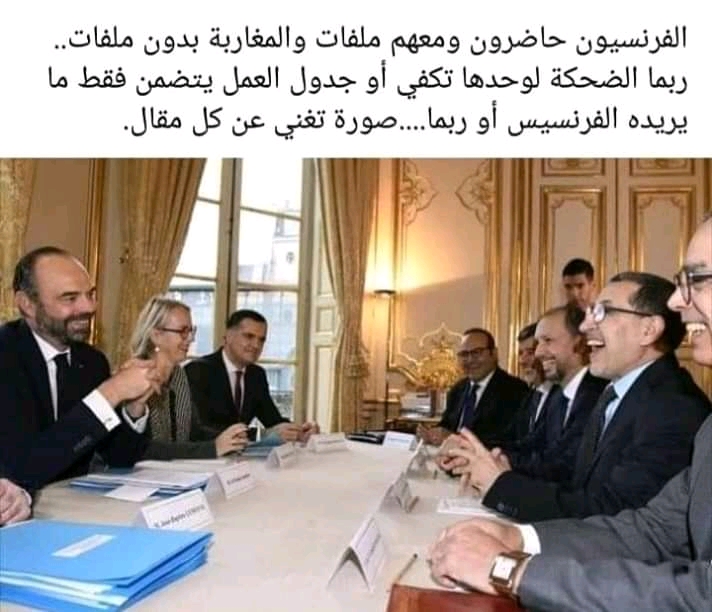 الفرنسيون حاضرون ومعهم ملفات والمغاربة بدون ملفات..
ربما الضحكة لوحدها تكفي أو جدول العمل يتضمن فقط ما
يريده الفرنسيس أو ربما....صورة تغني عن كل مقال.